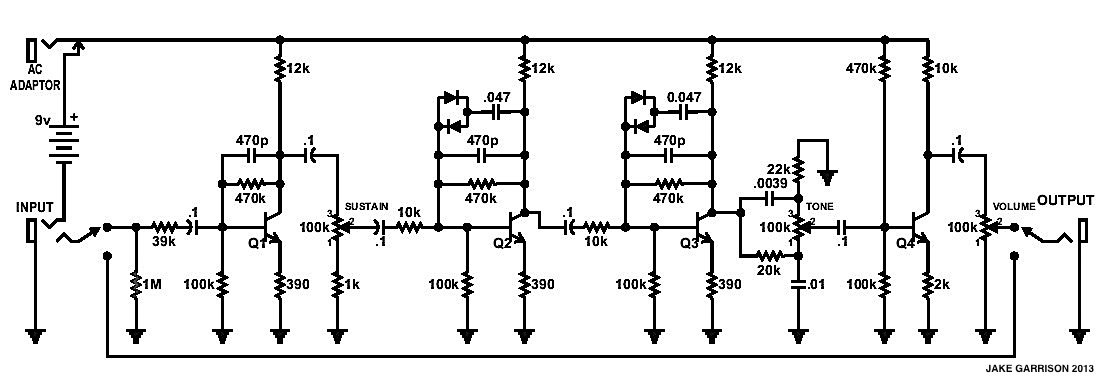 AC
ADAPTOR
9v
+
12k
12k
12k
470k
10k
.047
0.047
470p
.1
470p
470p
.1
470k
470k
470k
22k
.0039
INPUT
.1
39k
Q1
SUSTAIN
3
100k
2
1
.1
10k
Q2
.1
10k
Q3
TONE
3
100k
2
1
20k
.1
Q4
VOLUME
3
100k
2
1
OUTPUT
1M
100k
390
1k
100k
390
100k
390
.01
100k
2k
JAKE GARRISON 2013